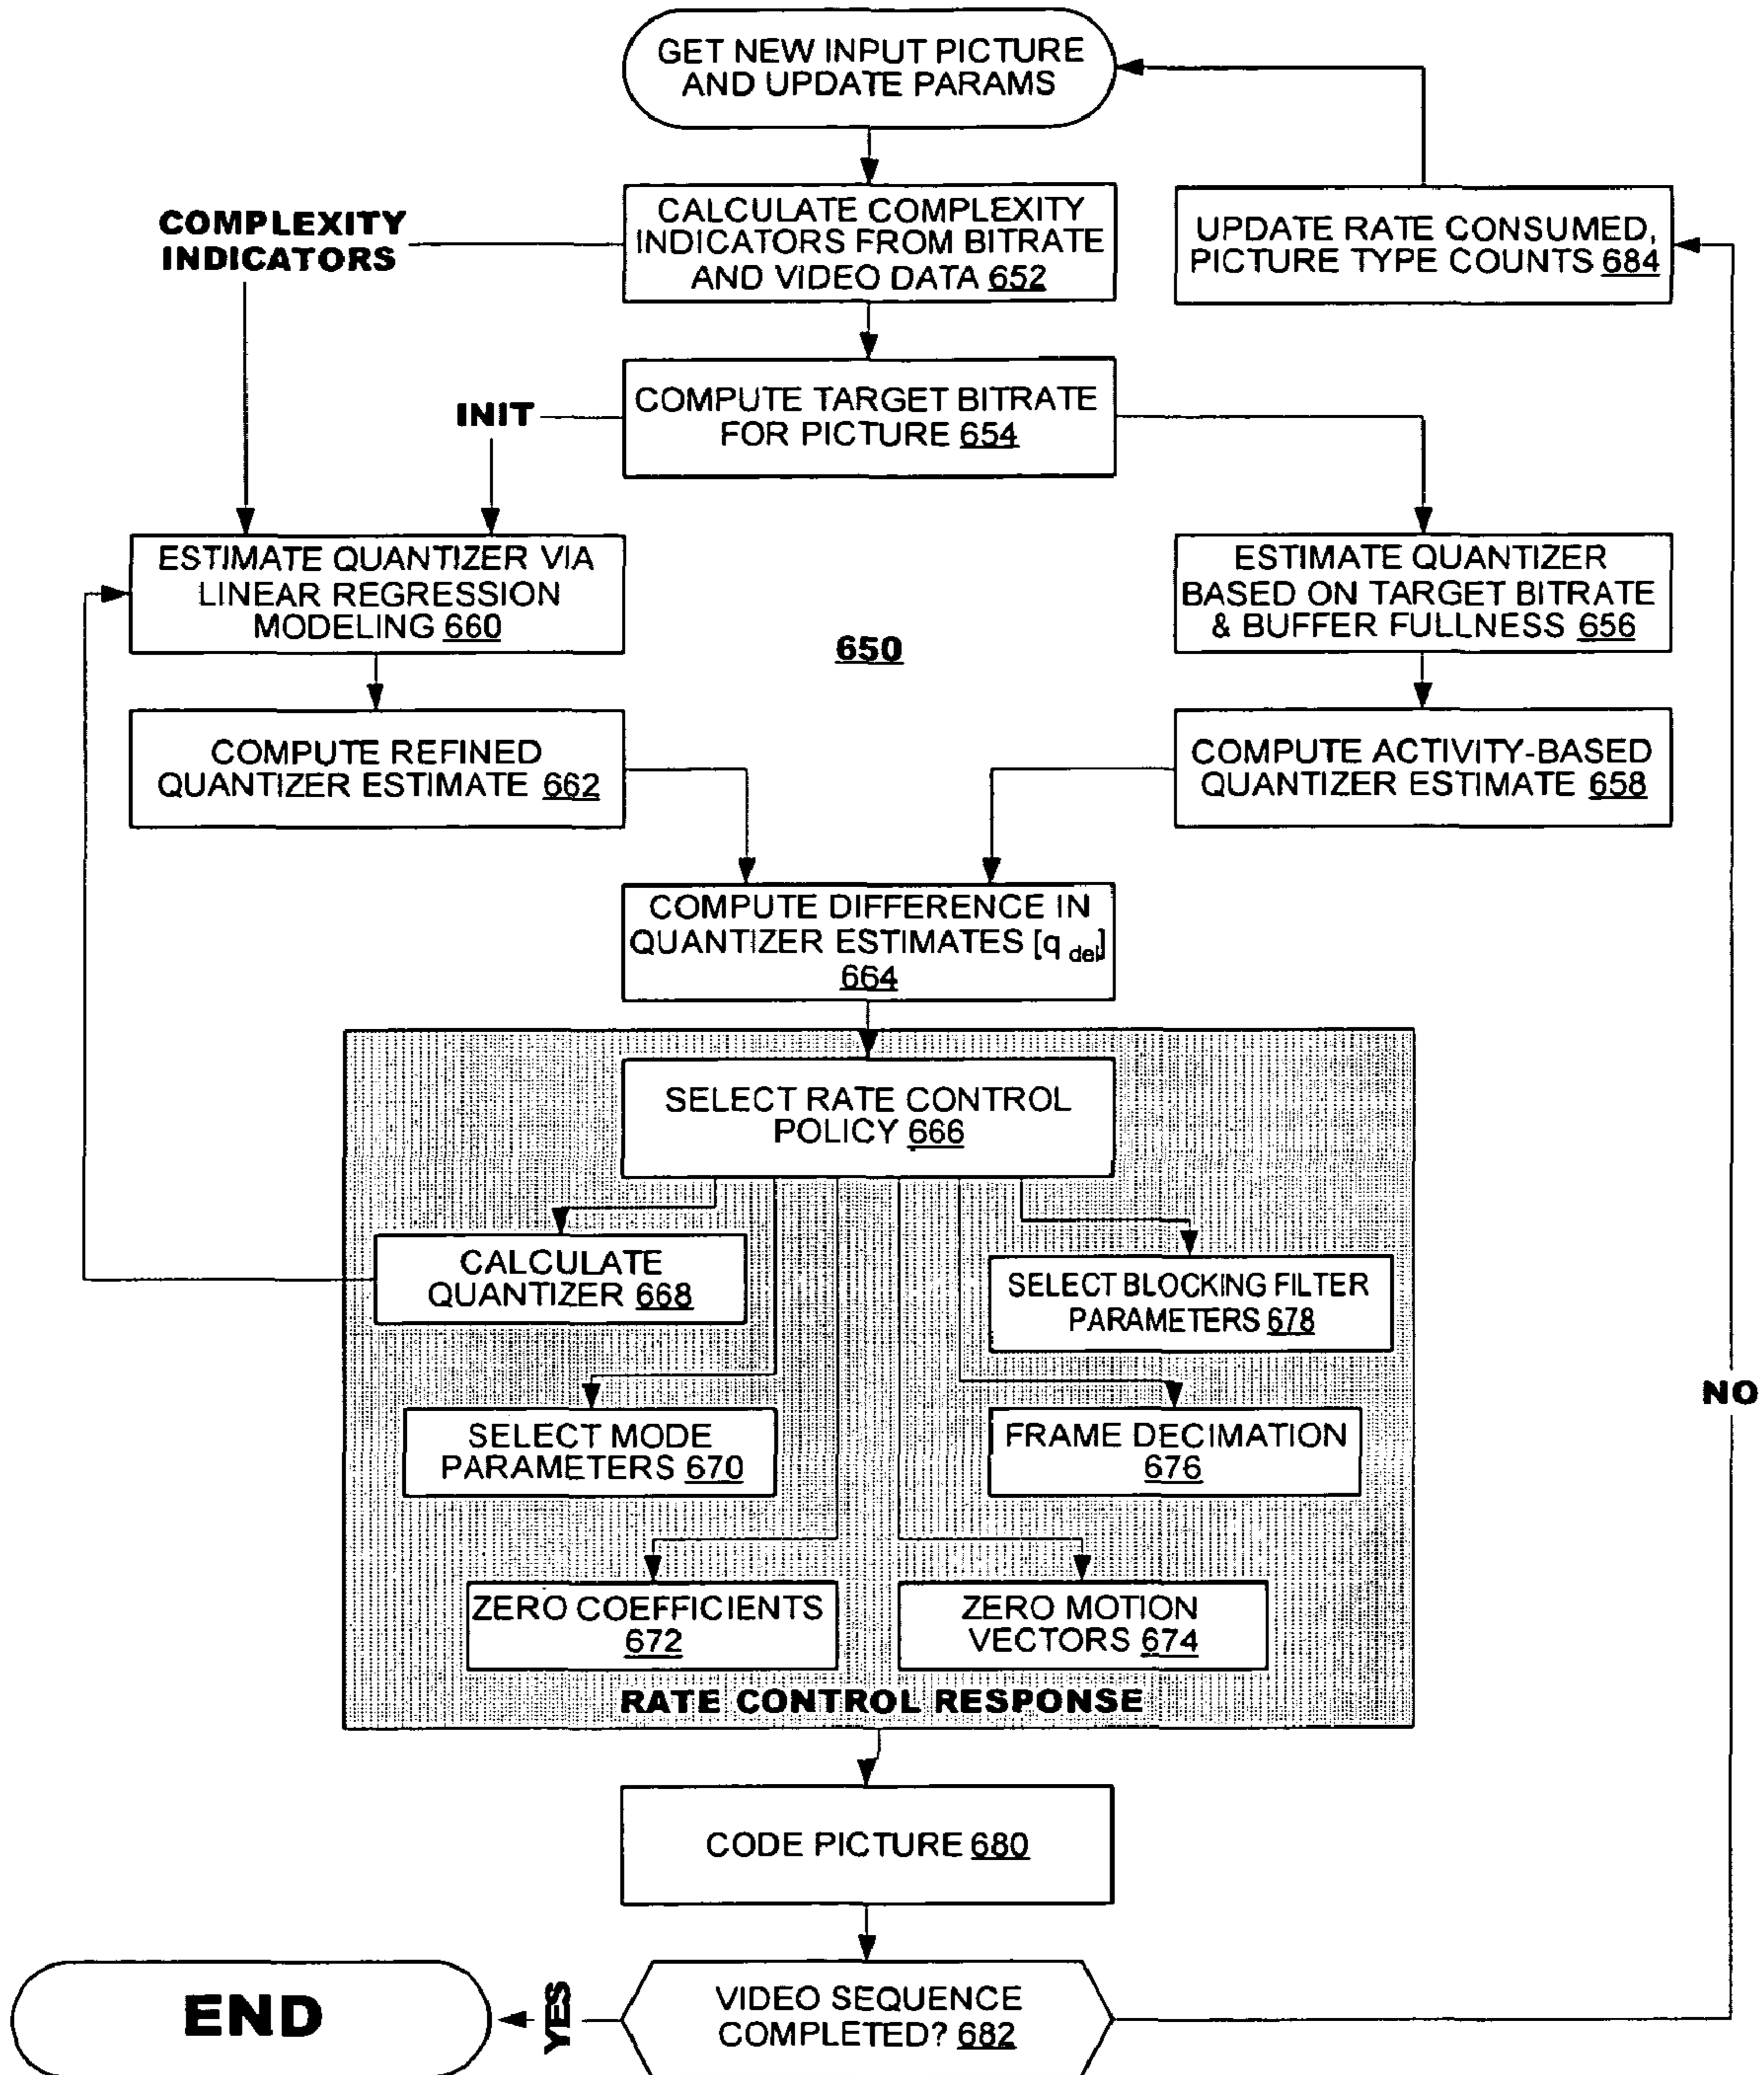 GET NEW INPUT PICTURE
AND UPDATE PARAMS
COMPLEXITY
INDICATORS
CALCULATE COMPLEXITY
INDICATORS FROM BITRATE
AND VIDEO DATA 652
UPDATE RATE CONSUMED,
PICTURE TYPE COUNTS 684
INIT
COMPUTE TARGET BITRATE
FOR PICTURE 654
ESTIMATE QUANTIZER VIA
LINEAR REGRESSION
MODELING 660
650
ESTIMATE QUANTIZER
BASED ON TARGET BITRATE
& BUFFER FULLNESS 656
COMPUTE REFINED
QUANTIZER ESTIMATE 662
COMPUTE ACTIVITY-BASED
QUANTIZER ESTIMATE 658
COMPUTE DIFFERENCE IN
QUANTIZER ESTIMATES [q del]
664
SELECT RATE CONTROL
POLICY 666
CALCULATE
QUANTIZER 668
SELECT BLOCKING FILTER
PARAMETERS 678
NO
SELECT MODE
PARAMETERS 670
FRAME DECIMATION
676
ZERO COEFFICIENTS
672
ZERO MOTION
VECTORS 674
RATE CONTROL RESPONSE
CODE PICTURE 680
END
YES
VIDEO SEQUENCE
COMPLETED? 682